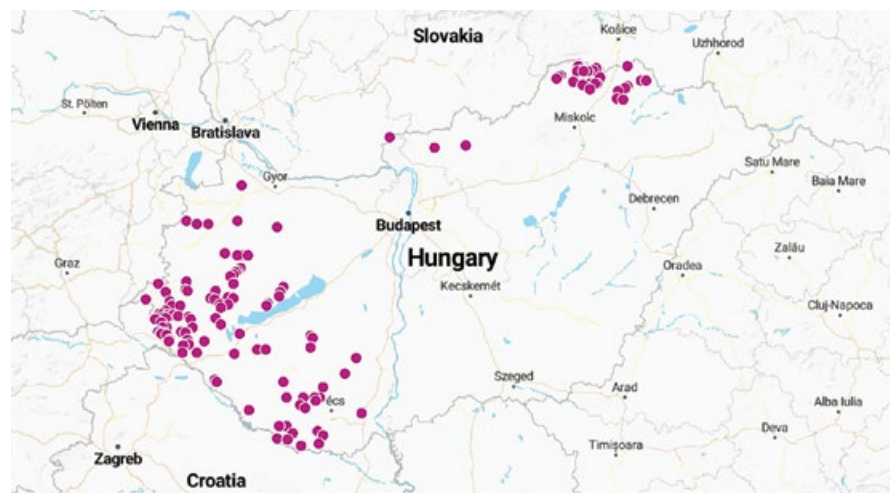 Košice
Slovakia
Uzhhorod
St. Pölten
Vienna
Bratislava
Miskolc
Satu Mare
Gyor
Baia Mare
Debrecen
Budapest
Zalău
Graz
Hungary
Oradea
Kecskemét
Cluj-Napoca
Szeged
Arad
écs
Alba Iulia
Deva
Timișoara
Zagreb
Croatia